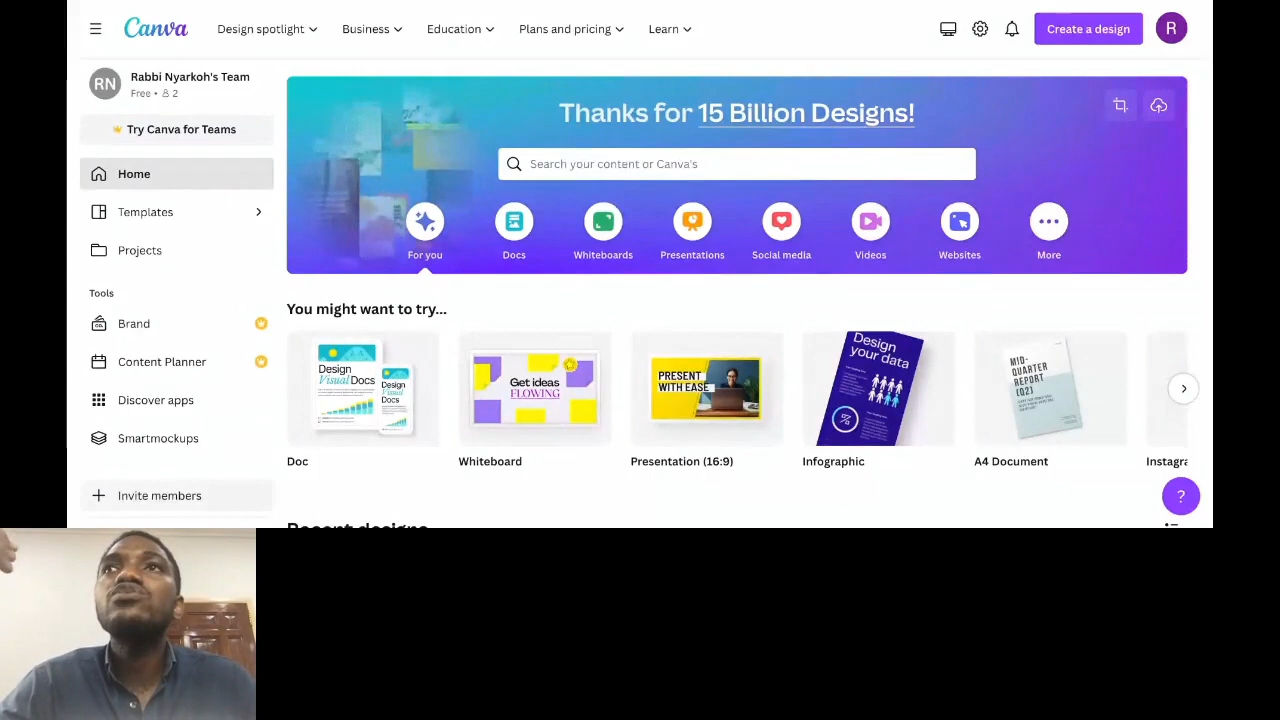 Canva
Design spotlight
Business
Education
Plans and pricing
Learn
Create a design
R
RN
Rabbi Nyarkoh's Team
Free • 2
Try Canva for Teams
Home
Templates
Projects
Tools
Brand
Content Planner
Discover apps
Smartmockups
Invite members
Thanks for 15 Billion Designs!
Search your content or Canva's
For you
Docs
Whiteboards
Presentations
Social media
Videos
Websites
More
You might want to try...
Design
Visual Docs
Design
Visual
Docs
Get ideas
FLOWING
PRESENT
WITH EASE
Design
your data
%
MID-
QUARTER
REPORT
(Q2)
Doc
Whiteboard
Presentation (16:9)
Infographic
A4 Document
Instagra
?
Recent designs